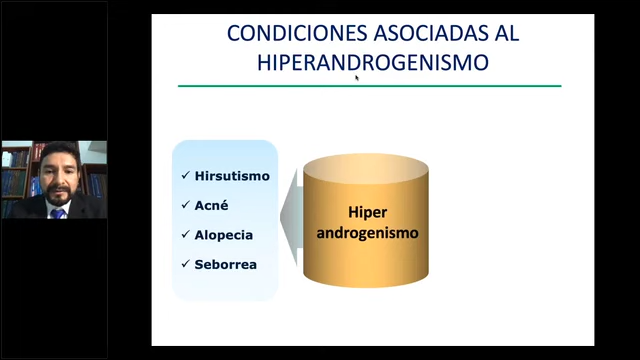 CONDICIONES ASOCIADAS AL
HIPERANDROGENISMO
✓ Hirsutismo
✓ Acné
✓ Alopecia
✓ Seborrea
Hiper
androgenismo